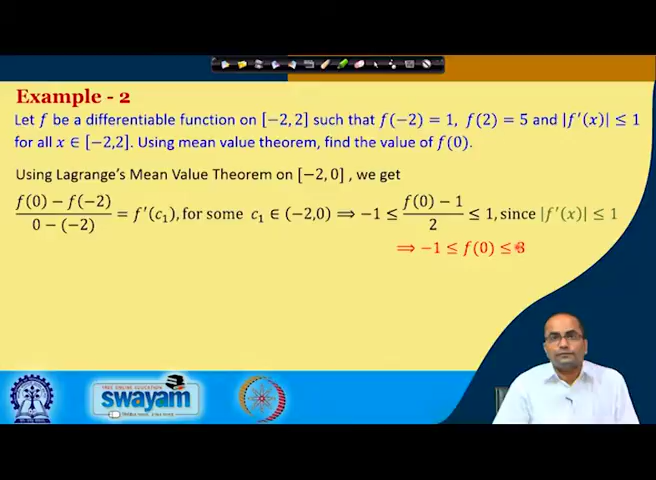 Example - 2
Let f be a differentiable function on [−2, 2] such that f(−2) = 1, f(2) = 5 and |f′(x)| ≤ 1
for all x ∈ [−2,2]. Using mean value theorem, find the value of f(0).
Using Lagrange's Mean Value Theorem on [−2, 0] , we get
f(0) − f(−2) / 0 − (−2) = f′(c₁), for some c₁ ∈ (−2,0) ⟹ −1 ≤ f(0) − 1 / 2 ≤ 1, since |f′(x)| ≤ 1
⟹ −1 ≤ f(0) ≤ 3
FREE ONLINE EDUCATION
swayam